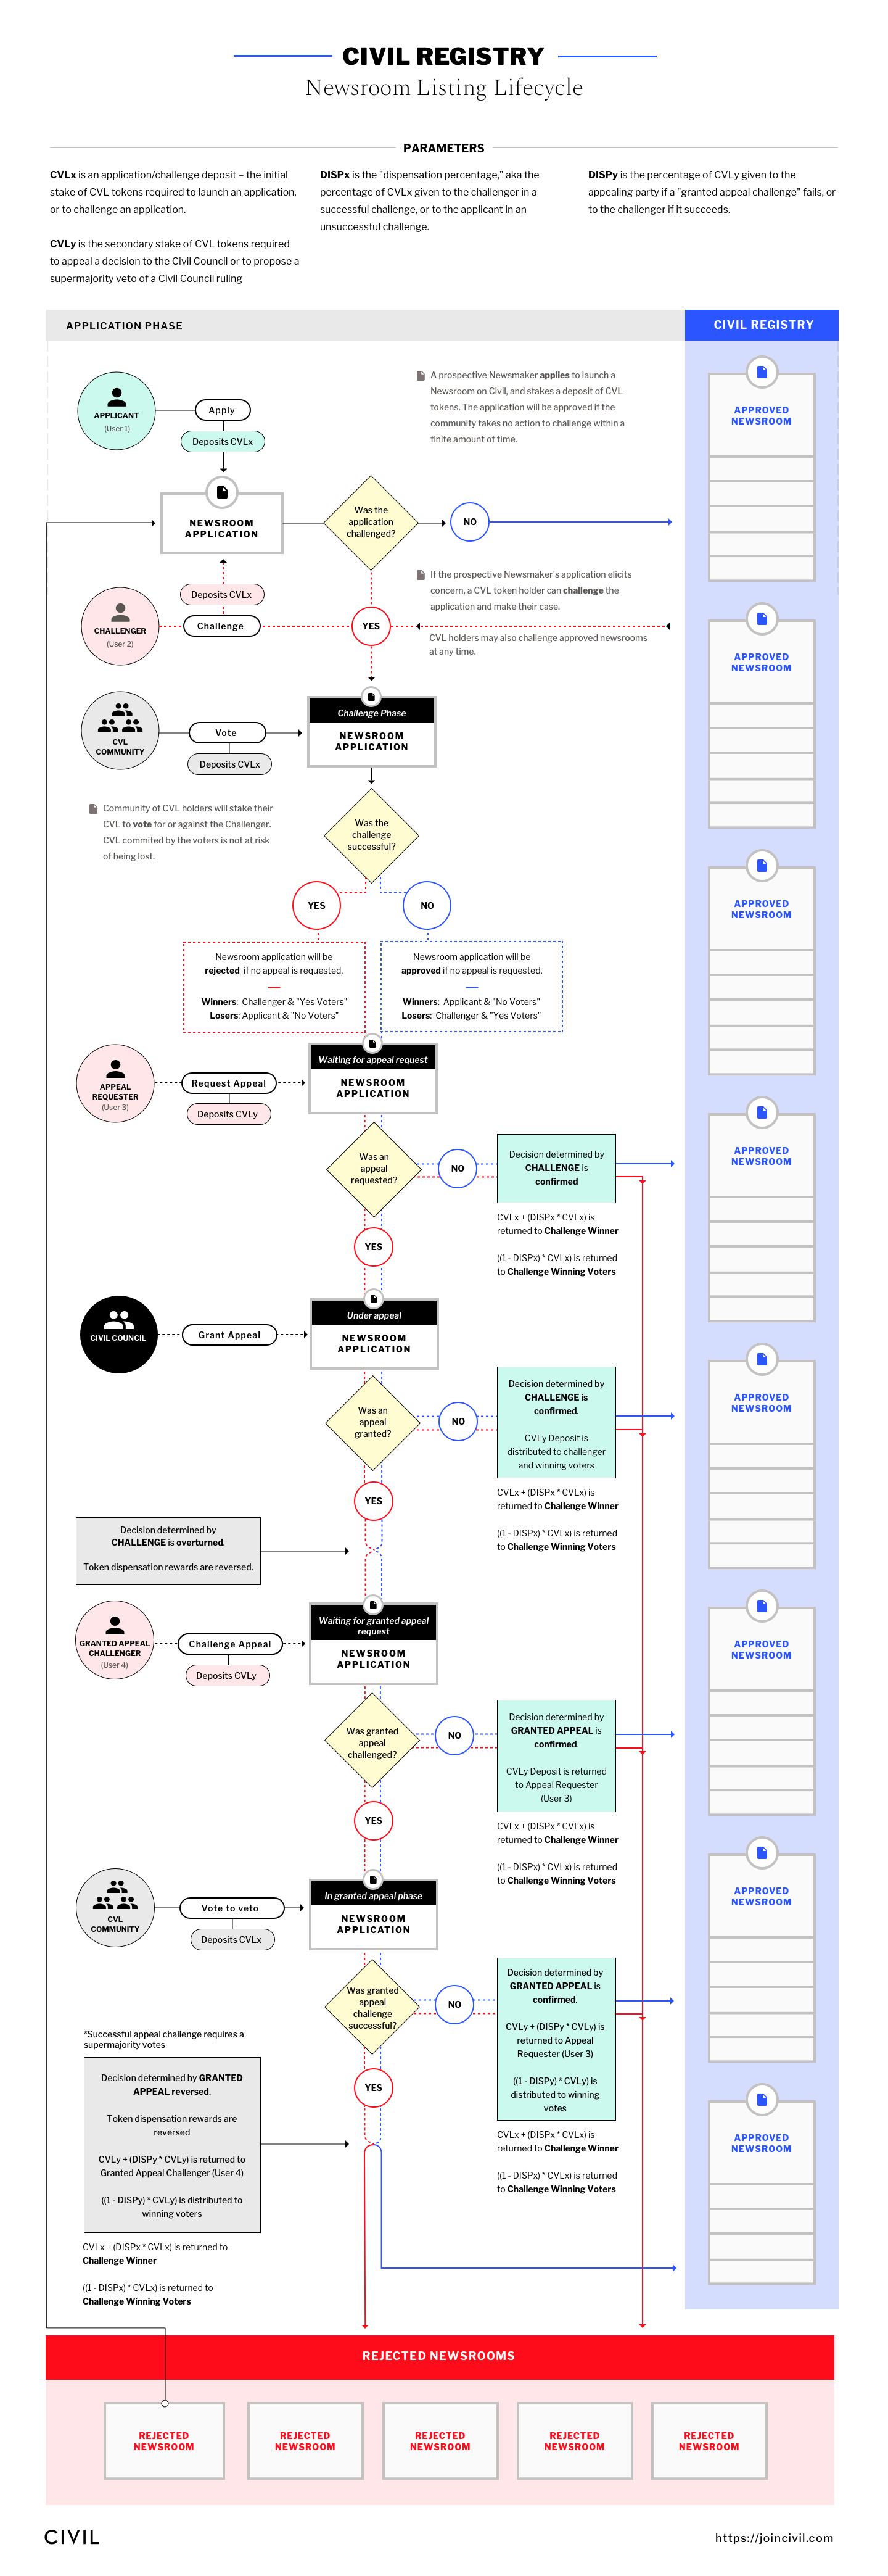 CIVIL REGISTRY
Newsroom Listing Lifecycle
PARAMETERS
CVLx is an application/challenge deposit – the initial
stake of CVL tokens required to launch an application,
or to challenge an application.
CVLy is the secondary stake of CVL tokens required
to appeal a decision to the Civil Council or to propose a
supermajority veto of a Civil Council ruling
DISPx is the "dispensation percentage," aka the
percentage of CVLx given to the challenger in a
successful challenge, or to the applicant in an
unsuccessful challenge.
DISPy is the percentage of CVLy given to the
appealing party if a "granted appeal challenge" fails, or
to the challenger if it succeeds.
APPLICATION PHASE
CIVIL REGISTRY
APPLICANT
(User 1)
Apply
Deposits CVLx
A prospective Newsmaker applies to launch a
Newsroom on Civil, and stakes a deposit of CVL
tokens. The application will be approved if the
community takes no action to challenge within a
finite amount of time.
APPROVED
NEWSROOM
NEWSROOM
APPLICATION
Was the
application
challenged?
NO
Deposits CVLx
CHALLENGER
(User 2)
Challenge
YES
If the prospective Newsmaker's application elicits
concern, a CVL token holder can challenge the
application and make their case.
CVL holders may also challenge approved newsrooms
at any time.
APPROVED
NEWSROOM
CVL
COMMUNITY
Vote
Deposits CVLx
Challenge Phase
NEWSROOM
APPLICATION
Community of CVL holders will stake their
CVL to vote for or against the Challenger.
CVL commited by the voters is not at risk
of being lost.
Was the
challenge
successful?
YES
NO
APPROVED
NEWSROOM
Newsroom application will be
rejected if no appeal is requested.
Winners: Challenger & "Yes Voters"
Losers: Applicant & "No Voters"
Newsroom application will be
approved if no appeal is requested.
Winners: Applicant & "No Voters"
Losers: Challenger & "Yes Voters"
APPEAL
REQUESTER
(User 3)
Request Appeal
Deposits CVLy
Waiting for appeal request
NEWSROOM
APPLICATION
Was an
appeal
requested?
NO
YES
Decision determined by
CHALLENGE is
confirmed
CVLx + (DISPx * CVLx) is
returned to Challenge Winner
((1 - DISPx) * CVLx) is returned
to Challenge Winning Voters
APPROVED
NEWSROOM
CIVIL COUNCIL
Grant Appeal
Under appeal
NEWSROOM
APPLICATION
Was an
appeal
granted?
NO
YES
Decision determined by
CHALLENGE is
confirmed.
CVLy Deposit is
distributed to challenger
and winning voters
CVLx + (DISPx * CVLx) is
returned to Challenge Winner
((1 - DISPx) * CVLx) is returned
to Challenge Winning Voters
APPROVED
NEWSROOM
Decision determined by
CHALLENGE is overturned.
Token dispensation rewards are reversed.
GRANTED APPEAL
CHALLENGER
(User 4)
Challenge Appeal
Deposits CVLy
Waiting for granted appeal
request
NEWSROOM
APPLICATION
APPROVED
NEWSROOM
Was granted
appeal
challenged?
NO
YES
Decision determined by
GRANTED APPEAL is
confirmed.
CVLy Deposit is returned
to Appeal Requester
(User 3)
CVLx + (DISPx * CVLx) is
returned to Challenge Winner
((1 - DISPx) * CVLx) is returned
to Challenge Winning Voters
CVL
COMMUNITY
Vote to veto
Deposits CVLx
In granted appeal phase
NEWSROOM
APPLICATION
APPROVED
NEWSROOM
Was granted
appeal
challenge
successful?
NO
YES
Decision determined by
GRANTED APPEAL is
confirmed.
CVLy + (DISPy * CVLy) is
returned to Appeal
Requester (User 3)
((1 - DISPy) * CVLy) is
distributed to winning
votes
CVLx + (DISPx * CVLx) is
returned to Challenge Winner
((1 - DISPx) * CVLx) is returned
to Challenge Winning Voters
*Successful appeal challenge requires a
supermajority votes
Decision determined by GRANTED
APPEAL reversed.
Token dispensation rewards are
reversed
CVLy + (DISPy * CVLy) is returned to
Granted Appeal Challenger (User 4)
((1 - DISPy) * CVLy) is distributed to
winning voters
CVLx + (DISPx * CVLx) is returned to
Challenge Winner
((1 - DISPx) * CVLx) is returned to
Challenge Winning Voters
APPROVED
NEWSROOM
REJECTED NEWSROOMS
REJECTED
NEWSROOM
REJECTED
NEWSROOM
REJECTED
NEWSROOM
REJECTED
NEWSROOM
REJECTED
NEWSROOM
CIVIL
https://joincivil.com